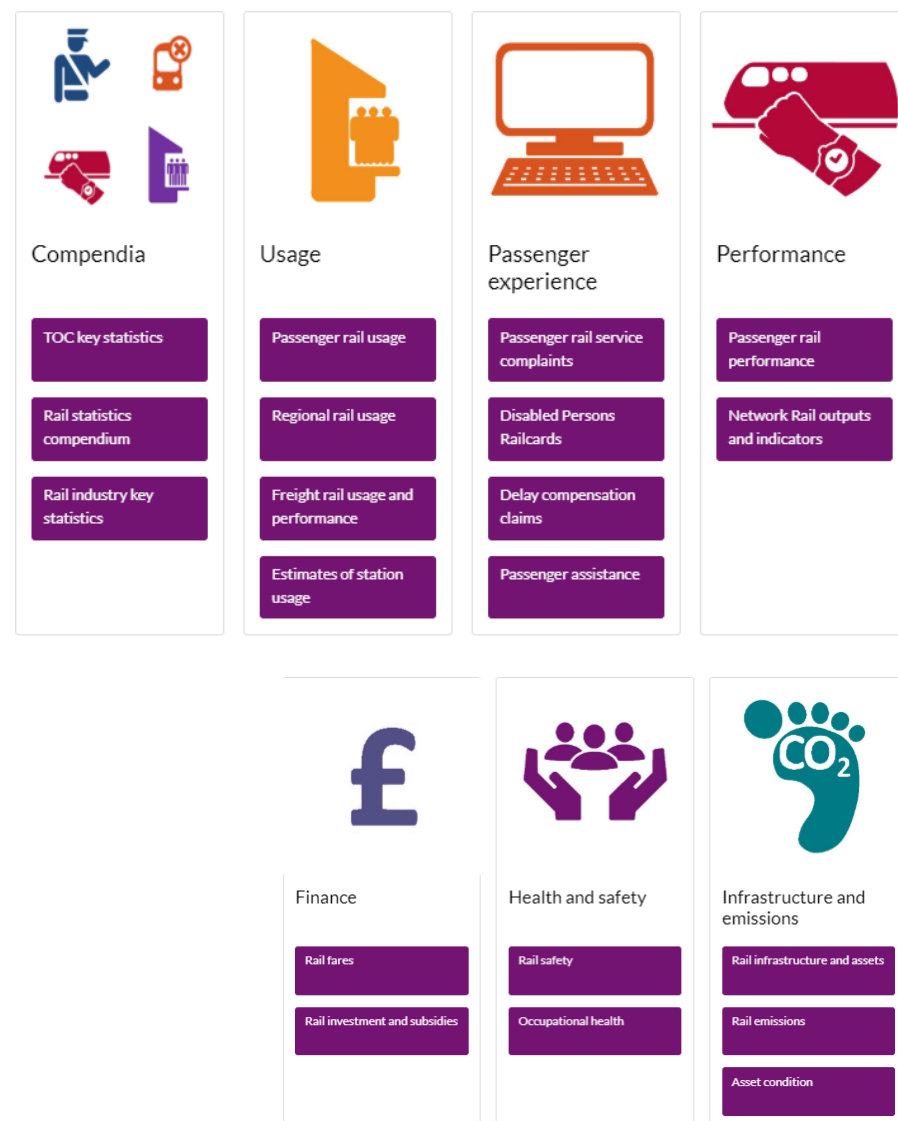 Compendia
TOC key statistics
Rail statistics
compendium
Rail industry key
statistics
Usage
Passenger rail usage
Regional rail usage
Freight rail usage and
performance
Estimates of station
usage
Passenger
experience
Passenger rail service
complaints
Disabled Persons
Railcards
Delay compensation
claims
Passenger assistance
Performance
Passenger rail
performance
Network Rail outputs
and indicators
£
Finance
Rail fares
Rail investment and subsidies
Health and safety
Rail safety
Occupational health
CO2
Infrastructure and
emissions
Rail infrastructure and assets
Rail emissions
Asset condition